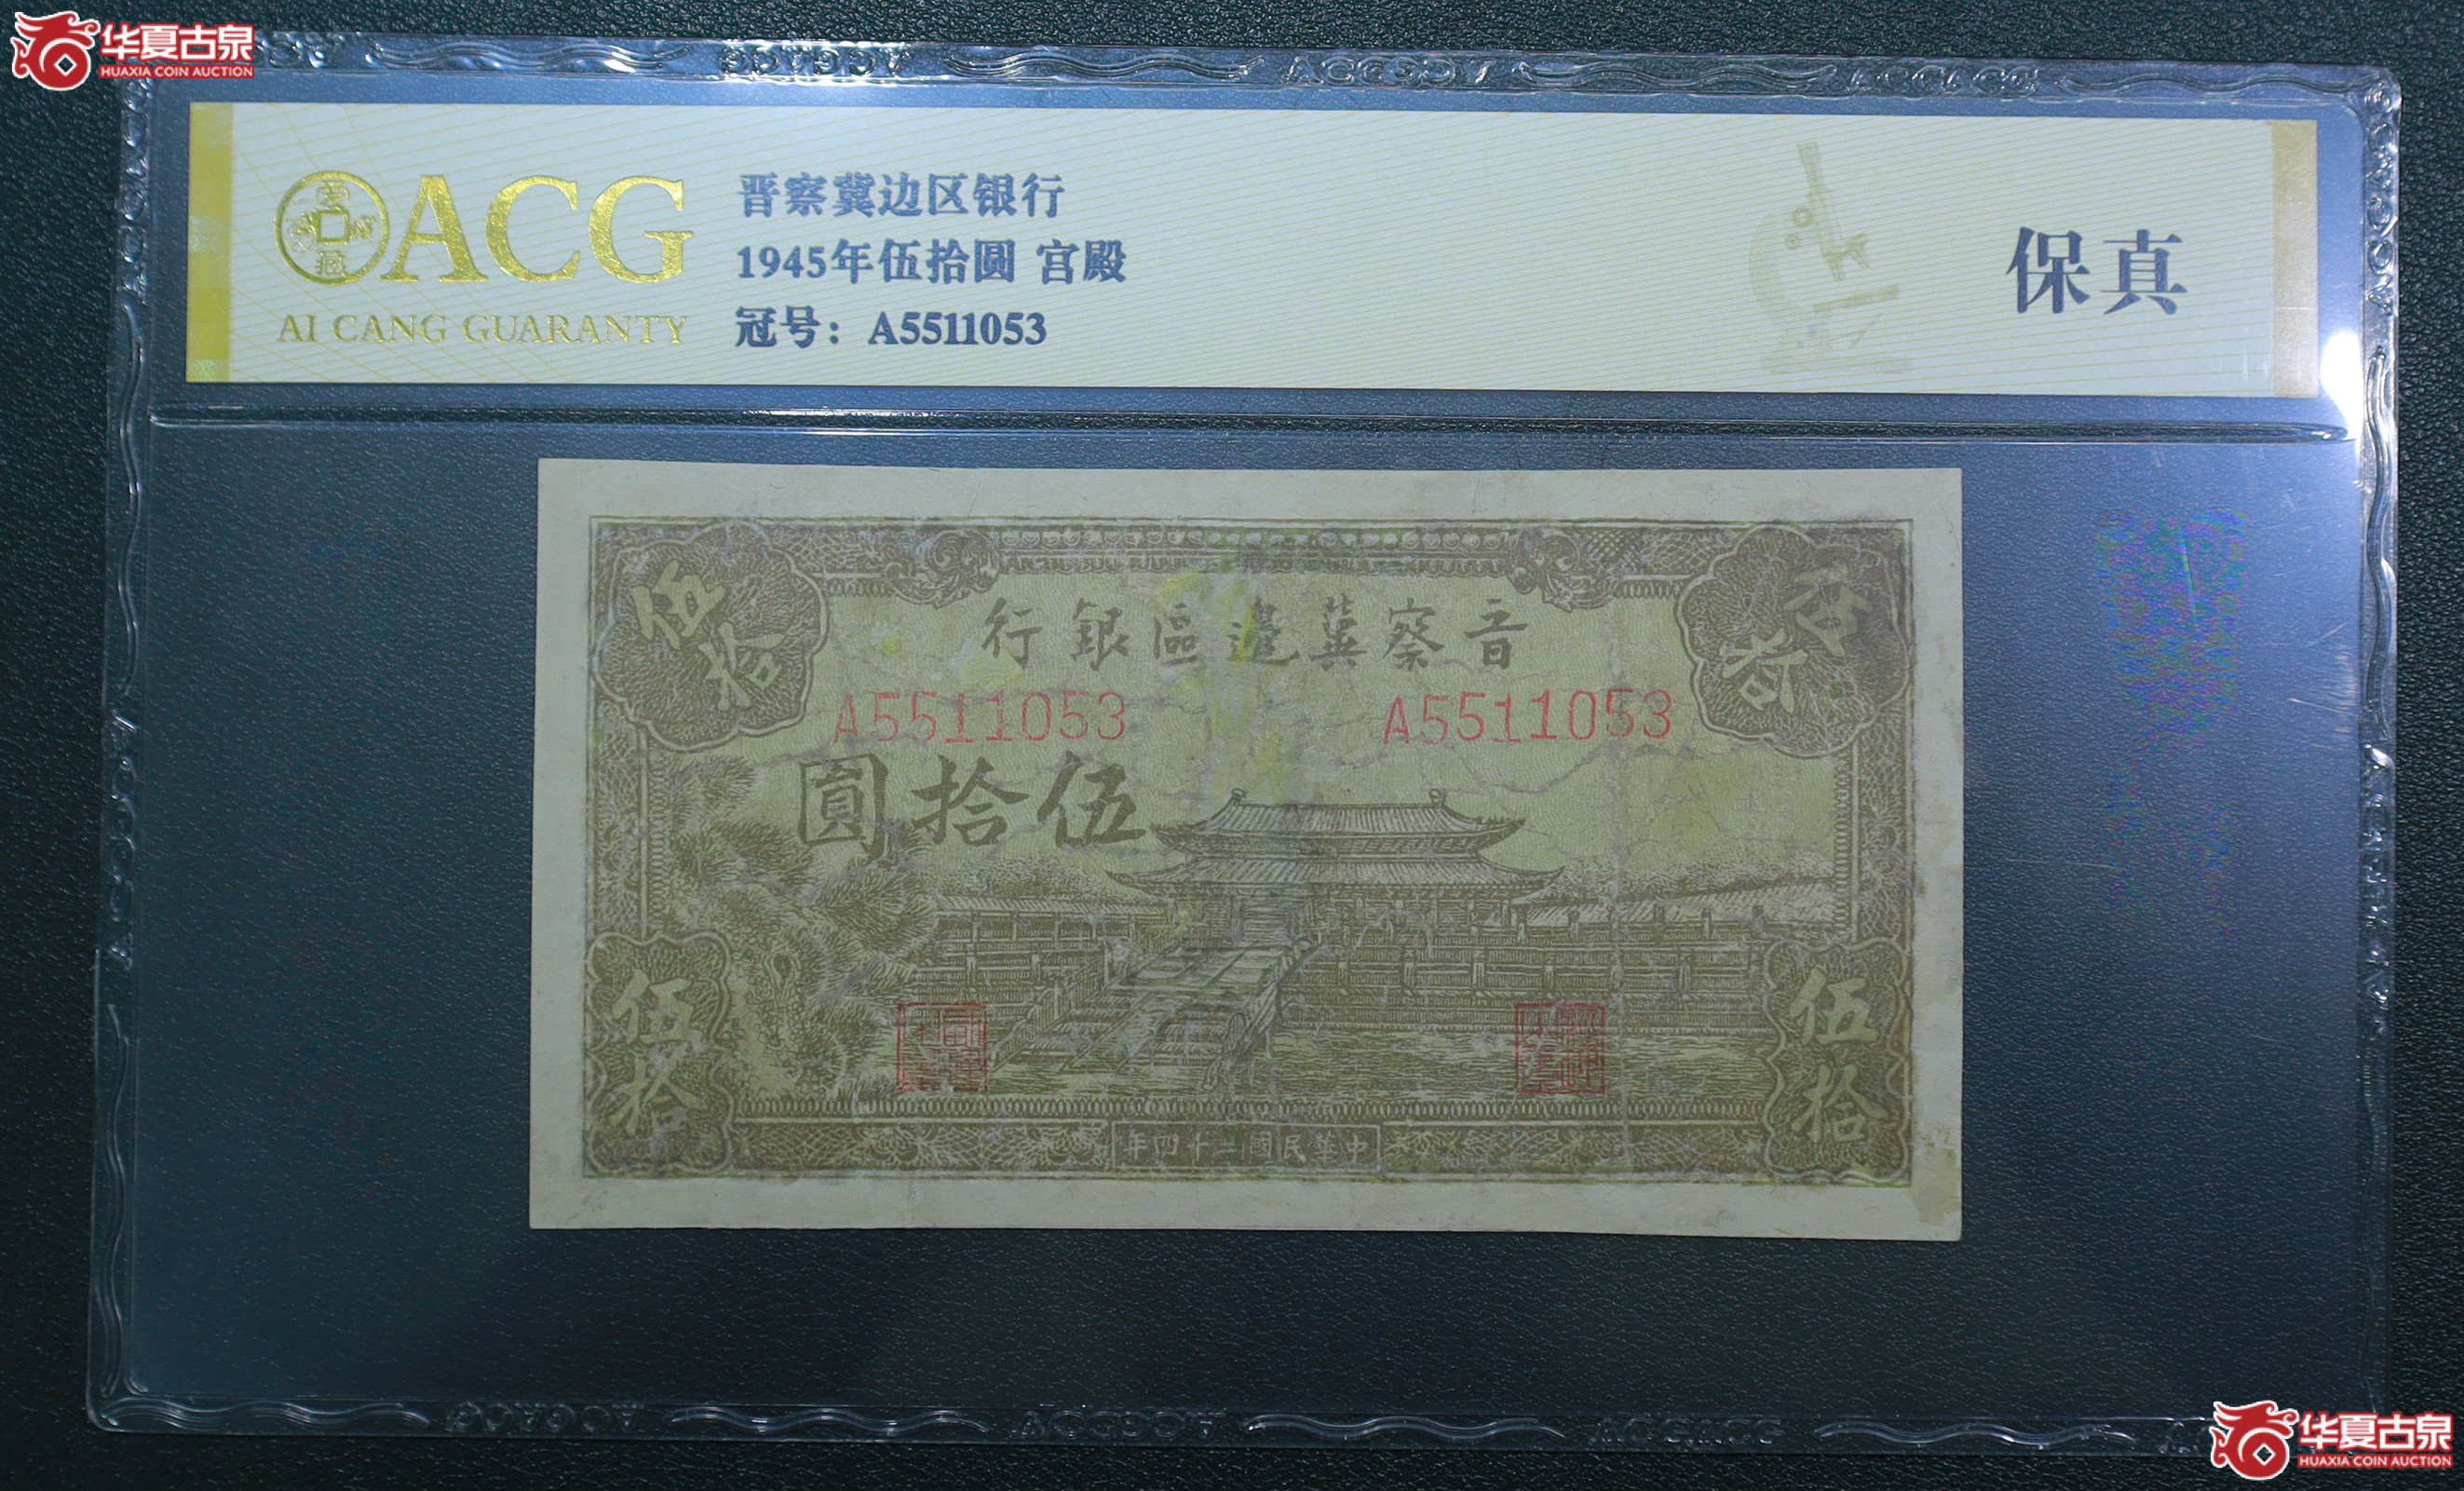 华夏古泉
HUAXIA COIN AUCTION
ACG
AI CANG GUARANTY
晋察冀边区银行
1945年伍拾圆 宫殿
冠号：A5511053
保真
伍拾
行銀區邊冀察晉
A5511053
A5511053
圓拾伍
伍拾
伍拾
年四十三國民華中
华夏古泉
HUAXIA COIN AUCTION